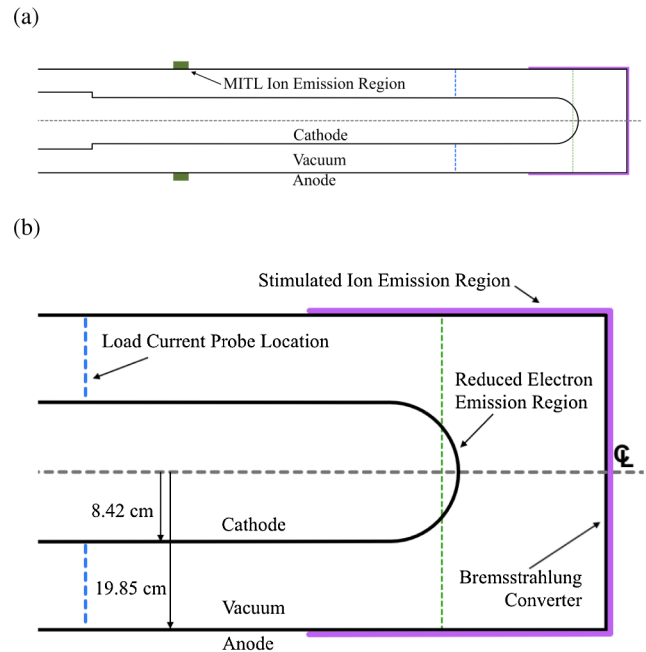 (a)
MITL Ion Emission Region
Cathode
Vacuum
Anode
(b)
Stimulated Ion Emission Region
Load Current Probe Location
Reduced Electron
Emission Region
℄
8.42 cm
Cathode
19.85 cm
Bremsstrahlung
Converter
Vacuum
Anode